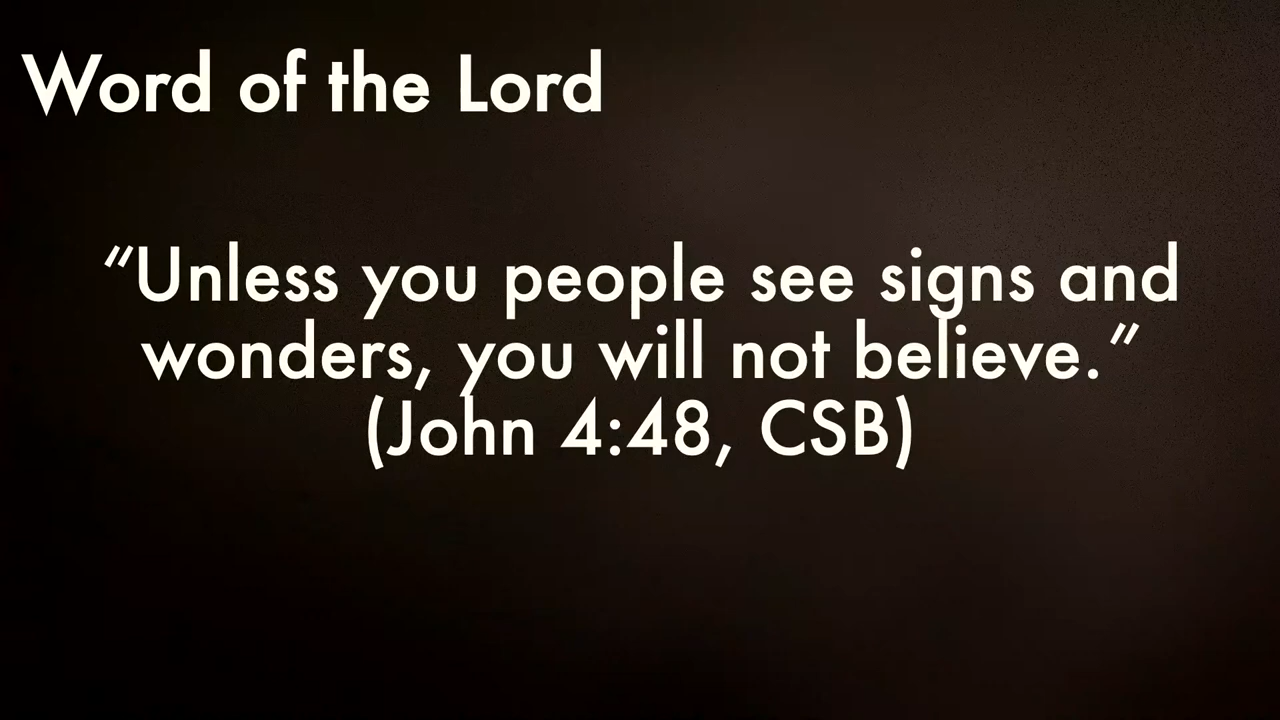 Word of the Lord
“Unless you people see signs and
wonders, you will not believe.”
(John 4:48, CSB)